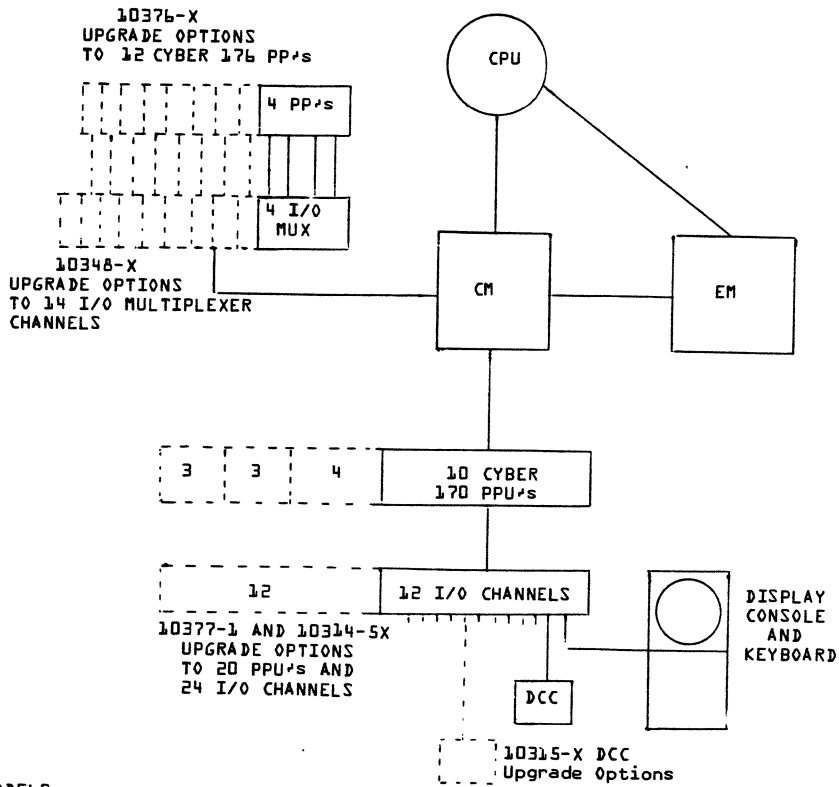 10376-X
UPGRADE OPTIONS
TO 12 CYBER 176 PP's
4 PP's
4 I/O
MUX
10348-X
UPGRADE OPTIONS
TO 14 I/O MULTIPLEXER
CHANNELS
CPU
CM
EM
3
3
4
10 CYBER
170 PPU's
12
12 I/O CHANNELS
10377-1 AND 10314-5X
UPGRADE OPTIONS
TO 20 PPU's AND
24 I/O CHANNELS
DCC
DISPLAY
CONSOLE
AND
KEYBOARD
10315-X DCC
Upgrade Options